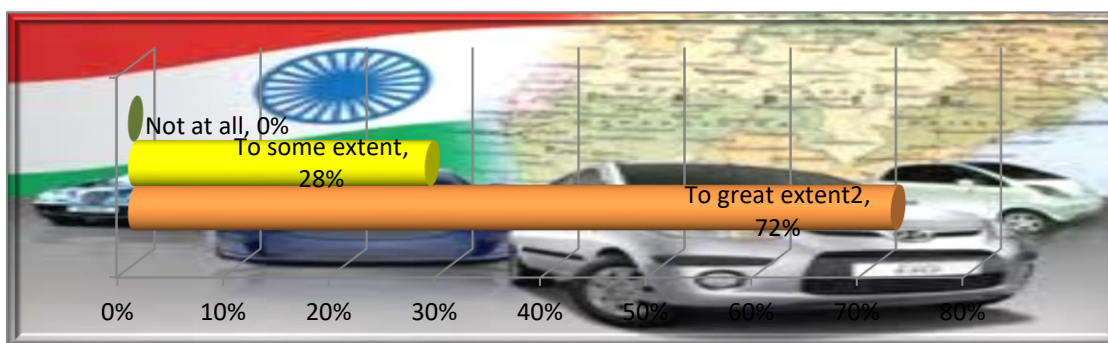 Not at all, 0%
To some extent,
28%
To great extent2,
72%
0% 10% 20% 30% 40% 50% 60% 70% 80%